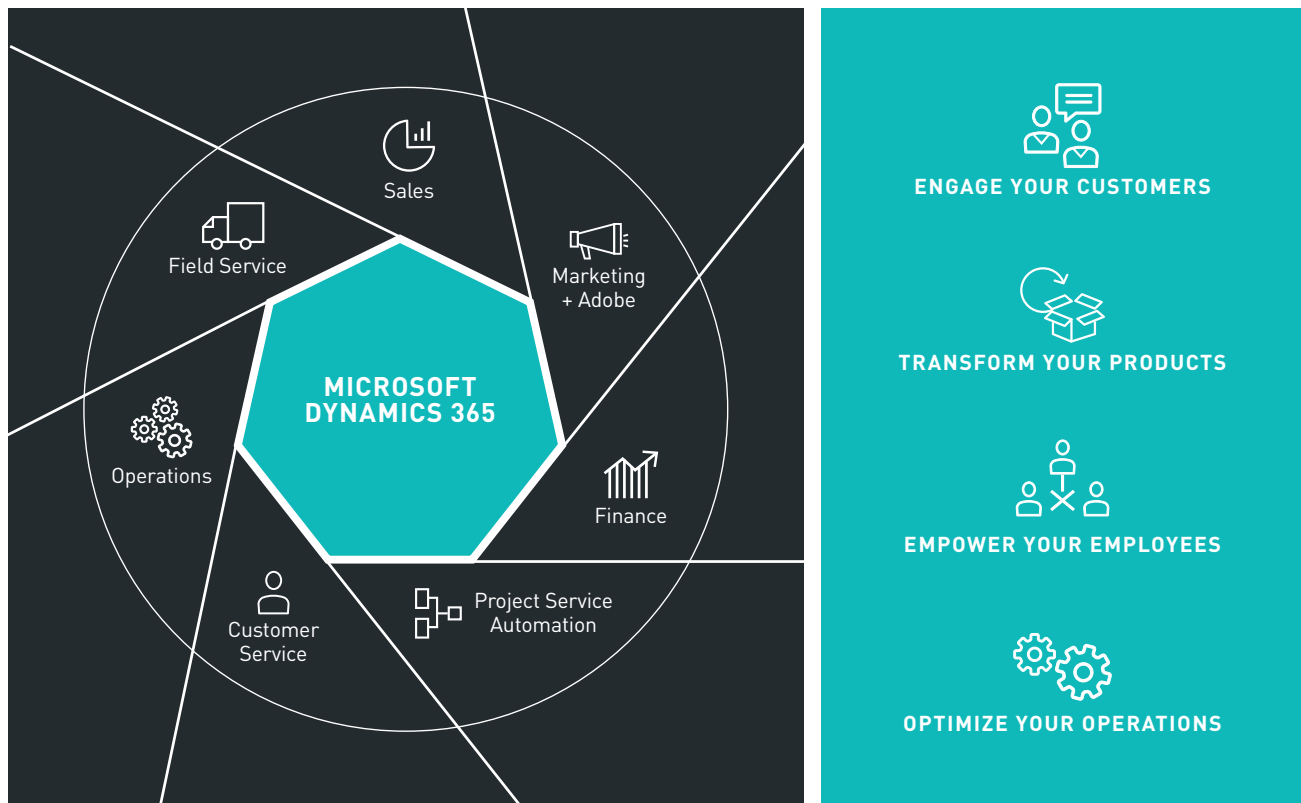 Sales
Field Service
Marketing
+ Adobe
MICROSOFT
DYNAMICS 365
Operations
Finance
Customer
Service
Project Service
Automation
ENGAGE YOUR CUSTOMERS
TRANSFORM YOUR PRODUCTS
EMPOWER YOUR EMPLOYEES
OPTIMIZE YOUR OPERATIONS